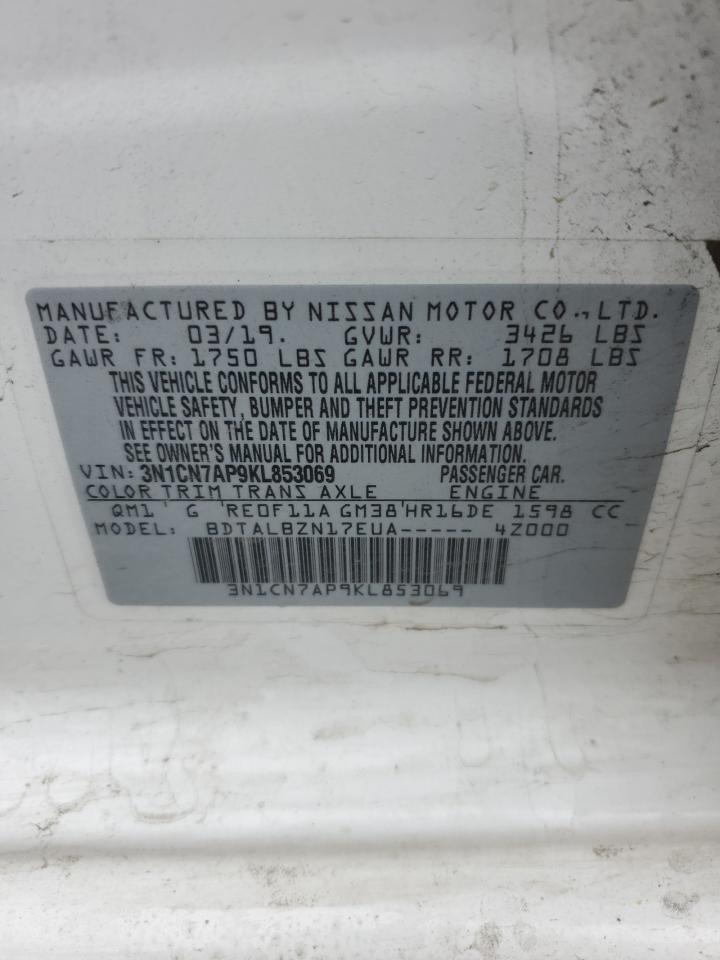 MANUFACTURED BY NISSAN MOTOR CO., LTD.
DATE: 03/19. GVWR: 3426 LBS
GAWR FR: 1750 LBS GAWR RR: 1708 LBS
THIS VEHICLE CONFORMS TO ALL APPLICABLE FEDERAL MOTOR
VEHICLE SAFETY, BUMPER AND THEFT PREVENTION STANDARDS
IN EFFECT ON THE DATE OF MANUFACTURE SHOWN ABOVE.
SEE OWNER'S MANUAL FOR ADDITIONAL INFORMATION.
VIN: 3N1CN7AP9KL853069 PASSENGER CAR.
COLOR TRIM TRANS AXLE ENGINE
QM1 G RE0F11A GM38 HR16DE 1598 CC
MODEL: BDTALBZN17EUA----- 4Z000
3N1CN7AP9KL853069